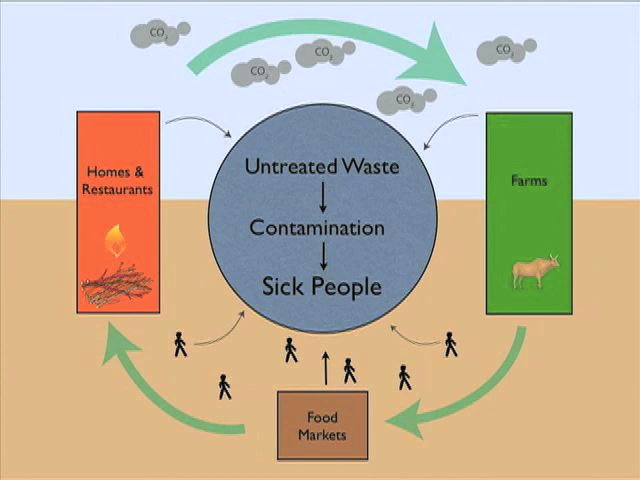 CO2
CO2
CO2
CO2
CO2
Homes &
Restaurants
Untreated Waste
Contamination
Sick People
Farms
Food
Markets